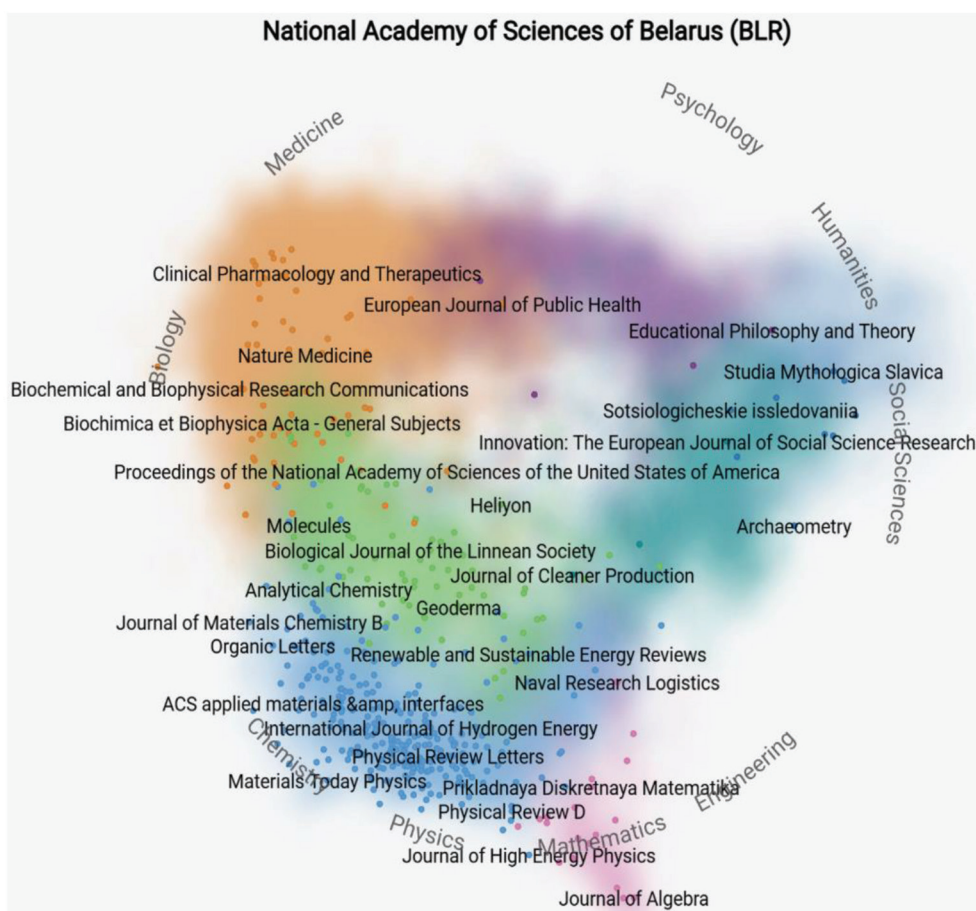 National Academy of Sciences of Belarus (BLR)
Psychology
Medicine
Humanities
Clinical Pharmacology and Therapeutics
European Journal of Public Health
Educational Philosophy and Theory
Biology
Nature Medicine
Studia Mythologica Slavica
Biochemical and Biophysical Research Communications
Sotsiologicheskie issledovaniia
Biochimica et Biophysica Acta - General Subjects
Innovation: The European Journal of Social Science Research
Social Sciences
Proceedings of the National Academy of Sciences of the United States of America
Heliyon
Molecules
Archaeometry
Biological Journal of the Linnean Society
Journal of Cleaner Production
Analytical Chemistry
Geoderma
Journal of Materials Chemistry B
Organic Letters
Renewable and Sustainable Energy Reviews
Naval Research Logistics
ACS applied materials &amp, interfaces
International Journal of Hydrogen Energy
Chemistry
Physical Review Letters
Engineering
Materials Today Physics
Prikladnaya Diskretnaya Matematika
Physical Review D
Physics
Mathematics
Journal of High Energy Physics
Journal of Algebra